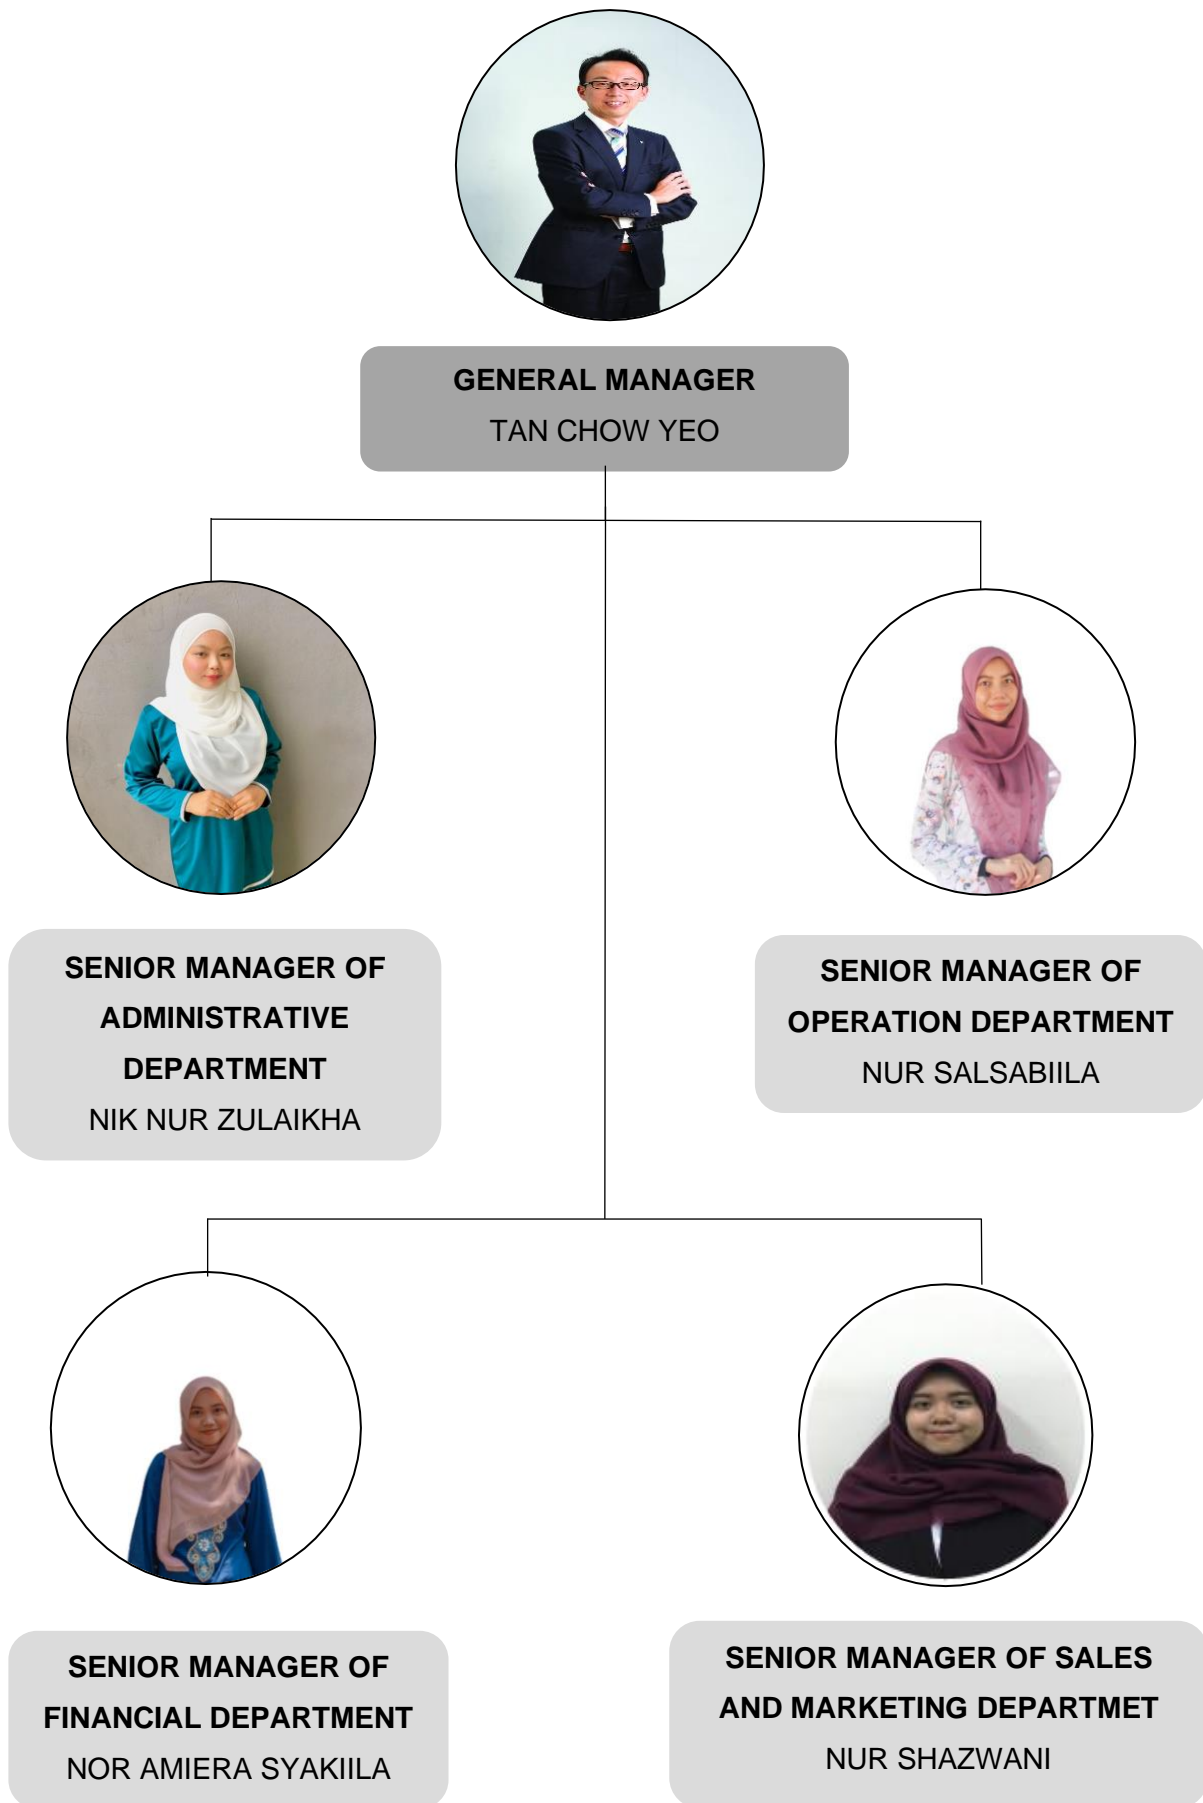 GENERAL MANAGER
TAN CHOW YEO
SENIOR MANAGER OF
ADMINISTRATIVE
DEPARTMENT
NIK NUR ZULAIKHA
SENIOR MANAGER OF
OPERATION DEPARTMENT
NUR SALSABIILA
SENIOR MANAGER OF
FINANCIAL DEPARTMENT
NOR AMIERA SYAKIILA
SENIOR MANAGER OF SALES
AND MARKETING DEPARTMET
NUR SHAZWANI